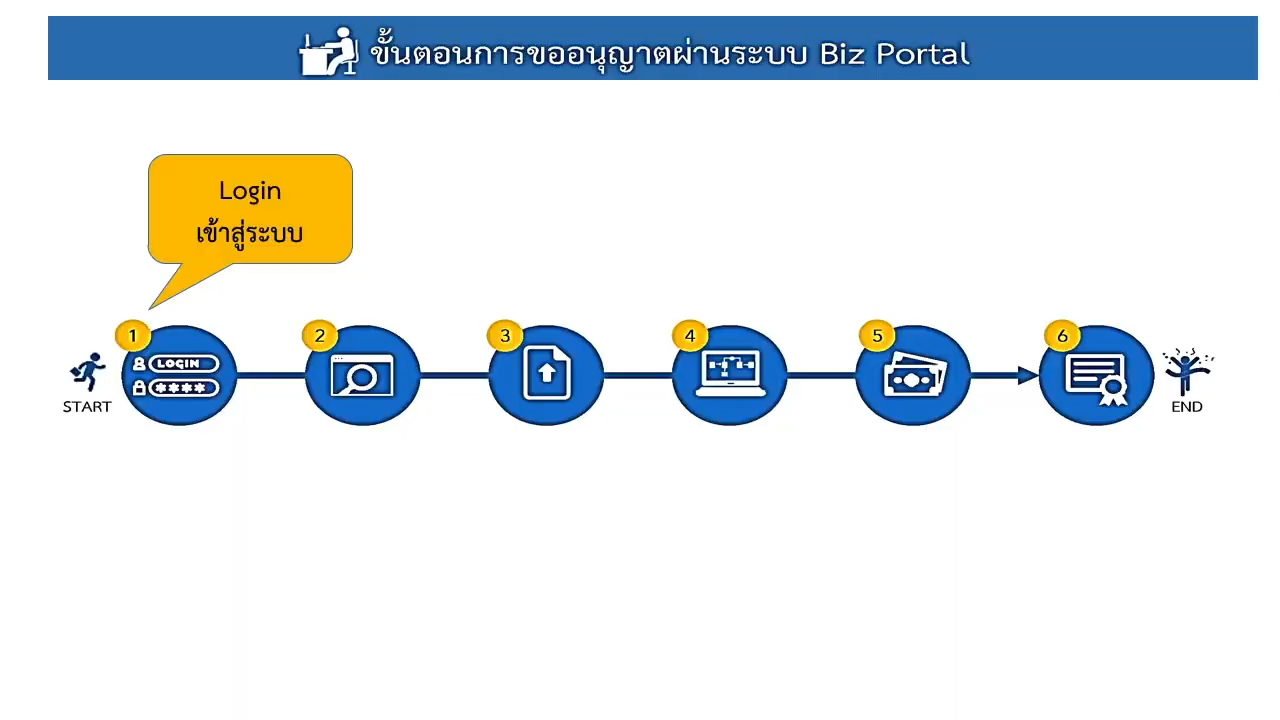 ขั้นตอนการขออนุญาตผ่านระบบ Biz Portal
Login
เข้าสู่ระบบ
1
2
3
4
5
6
LOGIN
****
START
END